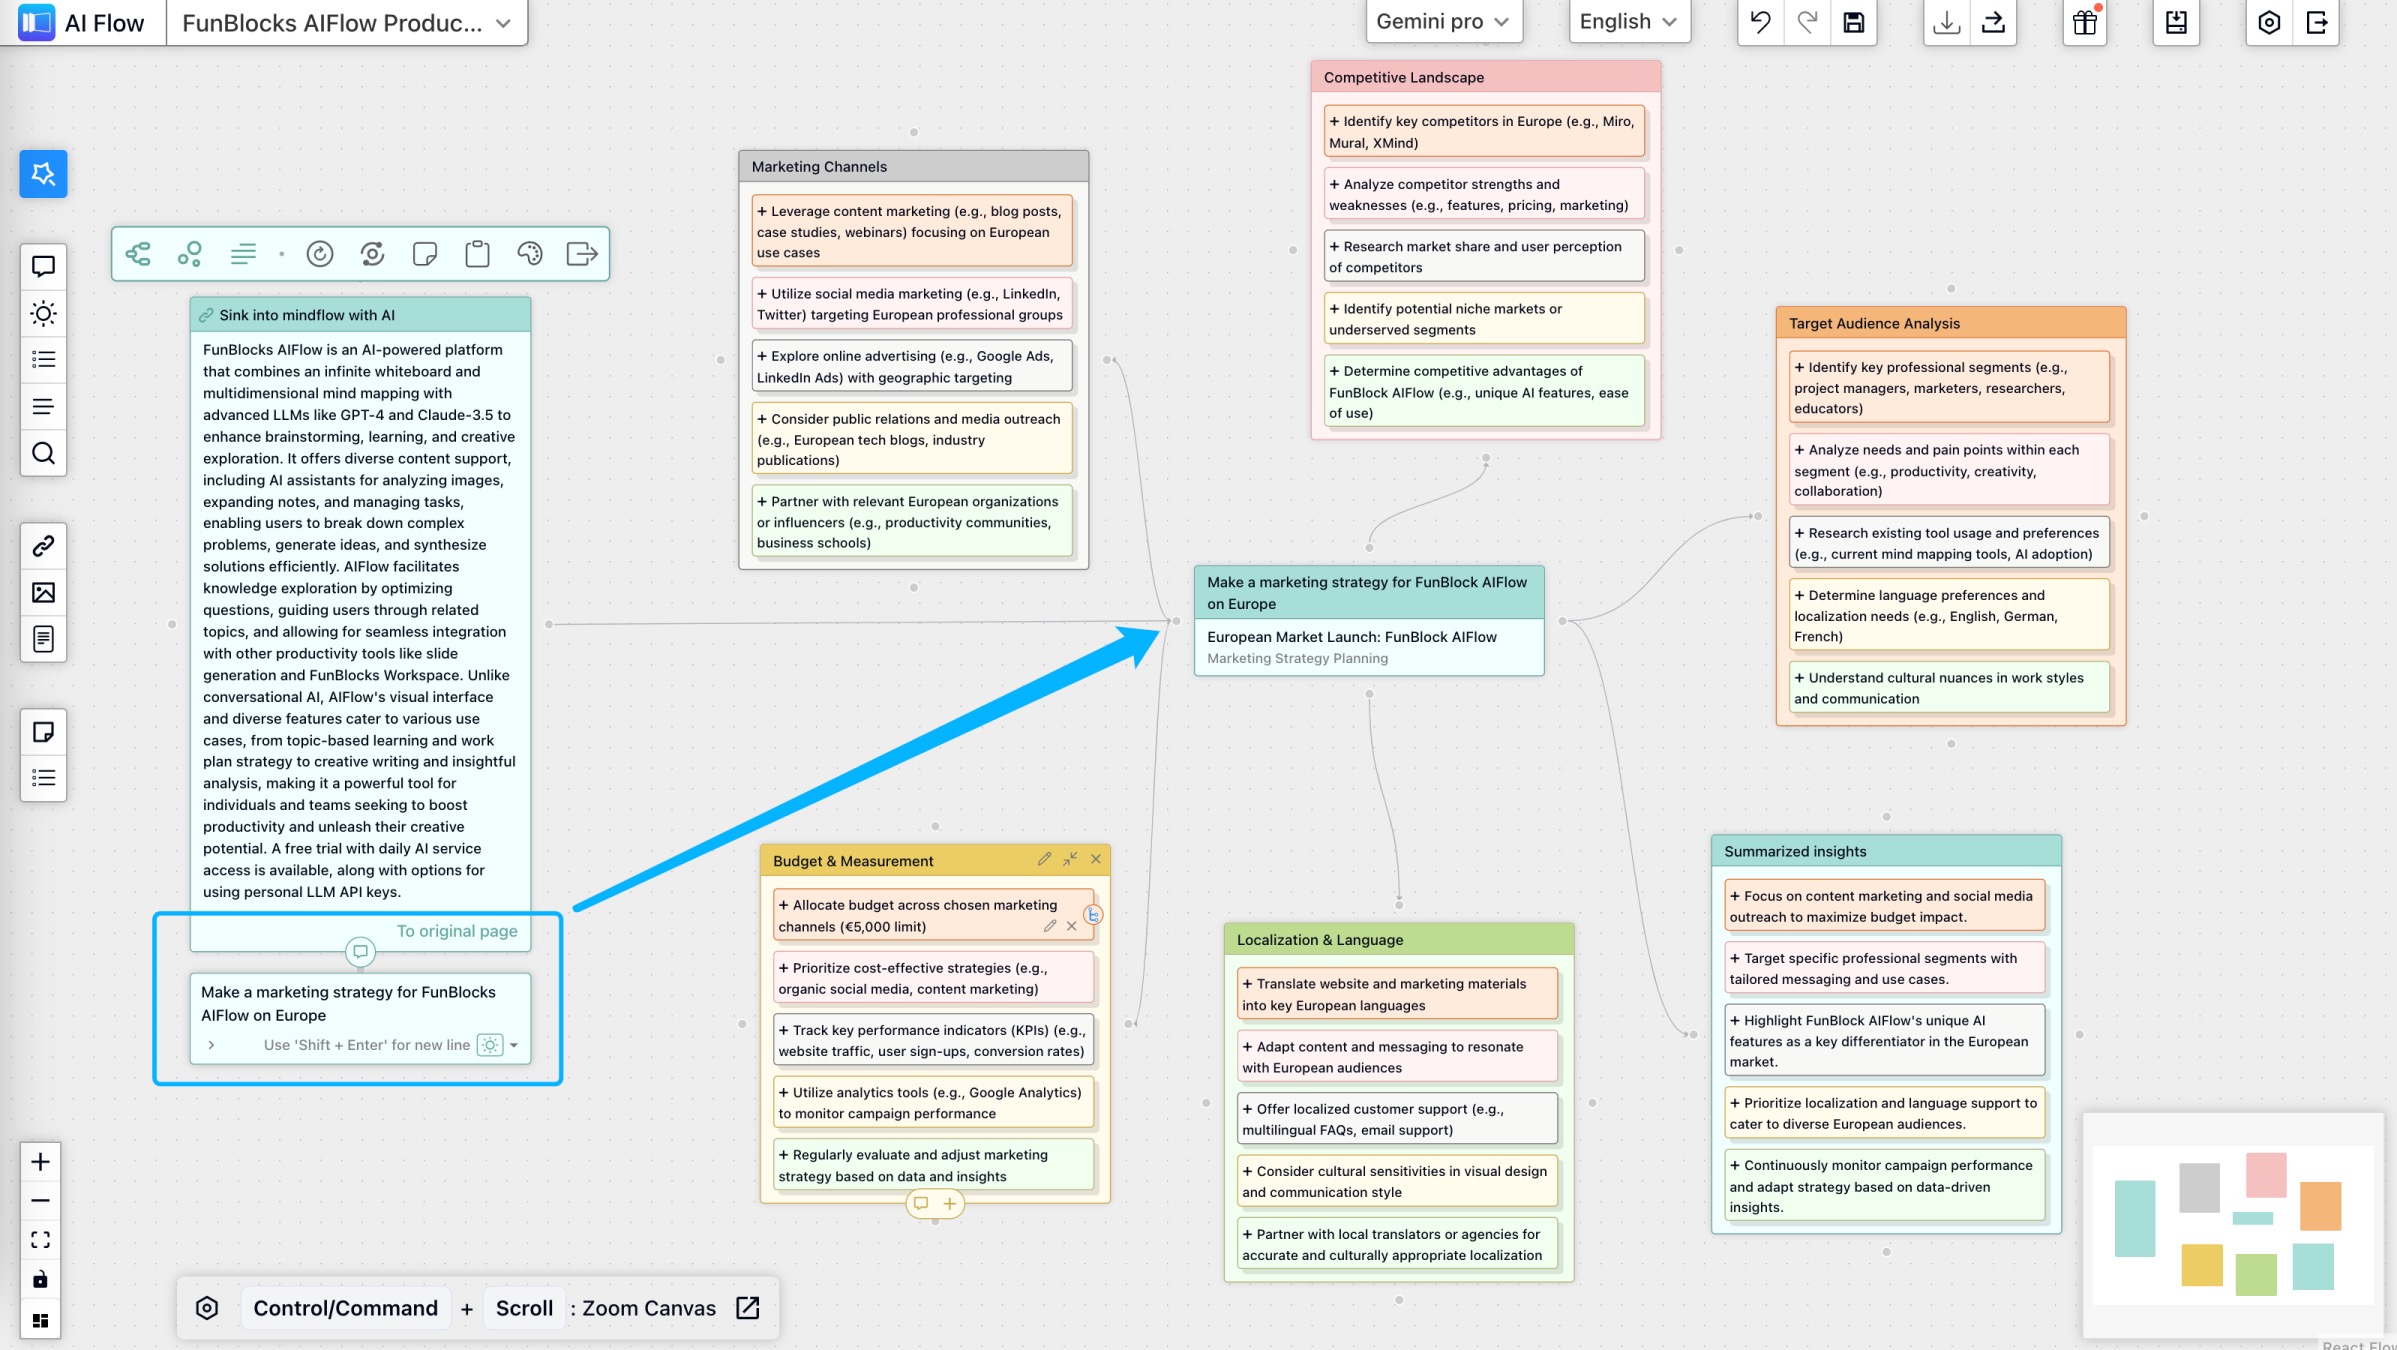 AI Flow
FunBlocks AIFlow Produc...
Gemini pro
English
Sink into mindflow with AI
FunBlocks AIFlow is an AI-powered platform
that combines an infinite whiteboard and
multidimensional mind mapping with
advanced LLMs like GPT-4 and Claude-3.5 to
enhance brainstorming, learning, and creative
exploration. It offers diverse content support,
including AI assistants for analyzing images,
expanding notes, and managing tasks,
enabling users to break down complex
problems, generate ideas, and synthesize
solutions efficiently. AIFlow facilitates
knowledge exploration by optimizing
questions, guiding users through related
topics, and allowing for seamless integration
with other productivity tools like slide
generation and FunBlocks Workspace. Unlike
conversational AI, AIFlow's visual interface
and diverse features cater to various use
cases, from topic-based learning and work
plan strategy to creative writing and insightful
analysis, making it a powerful tool for
individuals and teams seeking to boost
productivity and unleash their creative
potential. A free trial with daily AI service
access is available, along with options for
using personal LLM API keys.
To original page
Make a marketing strategy for FunBlocks
AIFlow on Europe
Use 'Shift + Enter' for new line
Marketing Channels
+ Leverage content marketing (e.g., blog posts,
case studies, webinars) focusing on European
use cases
+ Utilize social media marketing (e.g., LinkedIn,
Twitter) targeting European professional groups
+ Explore online advertising (e.g., Google Ads,
LinkedIn Ads) with geographic targeting
+ Consider public relations and media outreach
(e.g., European tech blogs, industry
publications)
+ Partner with relevant European organizations
or influencers (e.g., productivity communities,
business schools)
Budget & Measurement
+ Allocate budget across chosen marketing
channels (€5,000 limit)
+ Prioritize cost-effective strategies (e.g.,
organic social media, content marketing)
+ Track key performance indicators (KPIs) (e.g.,
website traffic, user sign-ups, conversion rates)
+ Utilize analytics tools (e.g., Google Analytics)
to monitor campaign performance
+ Regularly evaluate and adjust marketing
strategy based on data and insights
Competitive Landscape
+ Identify key competitors in Europe (e.g., Miro,
Mural, XMind)
+ Analyze competitor strengths and
weaknesses (e.g., features, pricing, marketing)
+ Research market share and user perception
of competitors
+ Identify potential niche markets or
underserved segments
+ Determine competitive advantages of
FunBlock AIFlow (e.g., unique AI features, ease
of use)
Make a marketing strategy for FunBlock AIFlow
on Europe
European Market Launch: FunBlock AIFlow
Marketing Strategy Planning
Localization & Language
+ Translate website and marketing materials
into key European languages
+ Adapt content and messaging to resonate
with European audiences
+ Offer localized customer support (e.g.,
multilingual FAQs, email support)
+ Consider cultural sensitivities in visual design
and communication style
+ Partner with local translators or agencies for
accurate and culturally appropriate localization
Target Audience Analysis
+ Identify key professional segments (e.g.,
project managers, marketers, researchers,
educators)
+ Analyze needs and pain points within each
segment (e.g., productivity, creativity,
collaboration)
+ Research existing tool usage and preferences
(e.g., current mind mapping tools, AI adoption)
+ Determine language preferences and
localization needs (e.g., English, German,
French)
+ Understand cultural nuances in work styles
and communication
Summarized insights
+ Focus on content marketing and social media
outreach to maximize budget impact.
+ Target specific professional segments with
tailored messaging and use cases.
+ Highlight FunBlock AIFlow's unique AI
features as a key differentiator in the European
market.
+ Prioritize localization and language support to
cater to diverse European audiences.
+ Continuously monitor campaign performance
and adapt strategy based on data-driven
insights.
Control/Command + Scroll : Zoom Canvas
React Flow